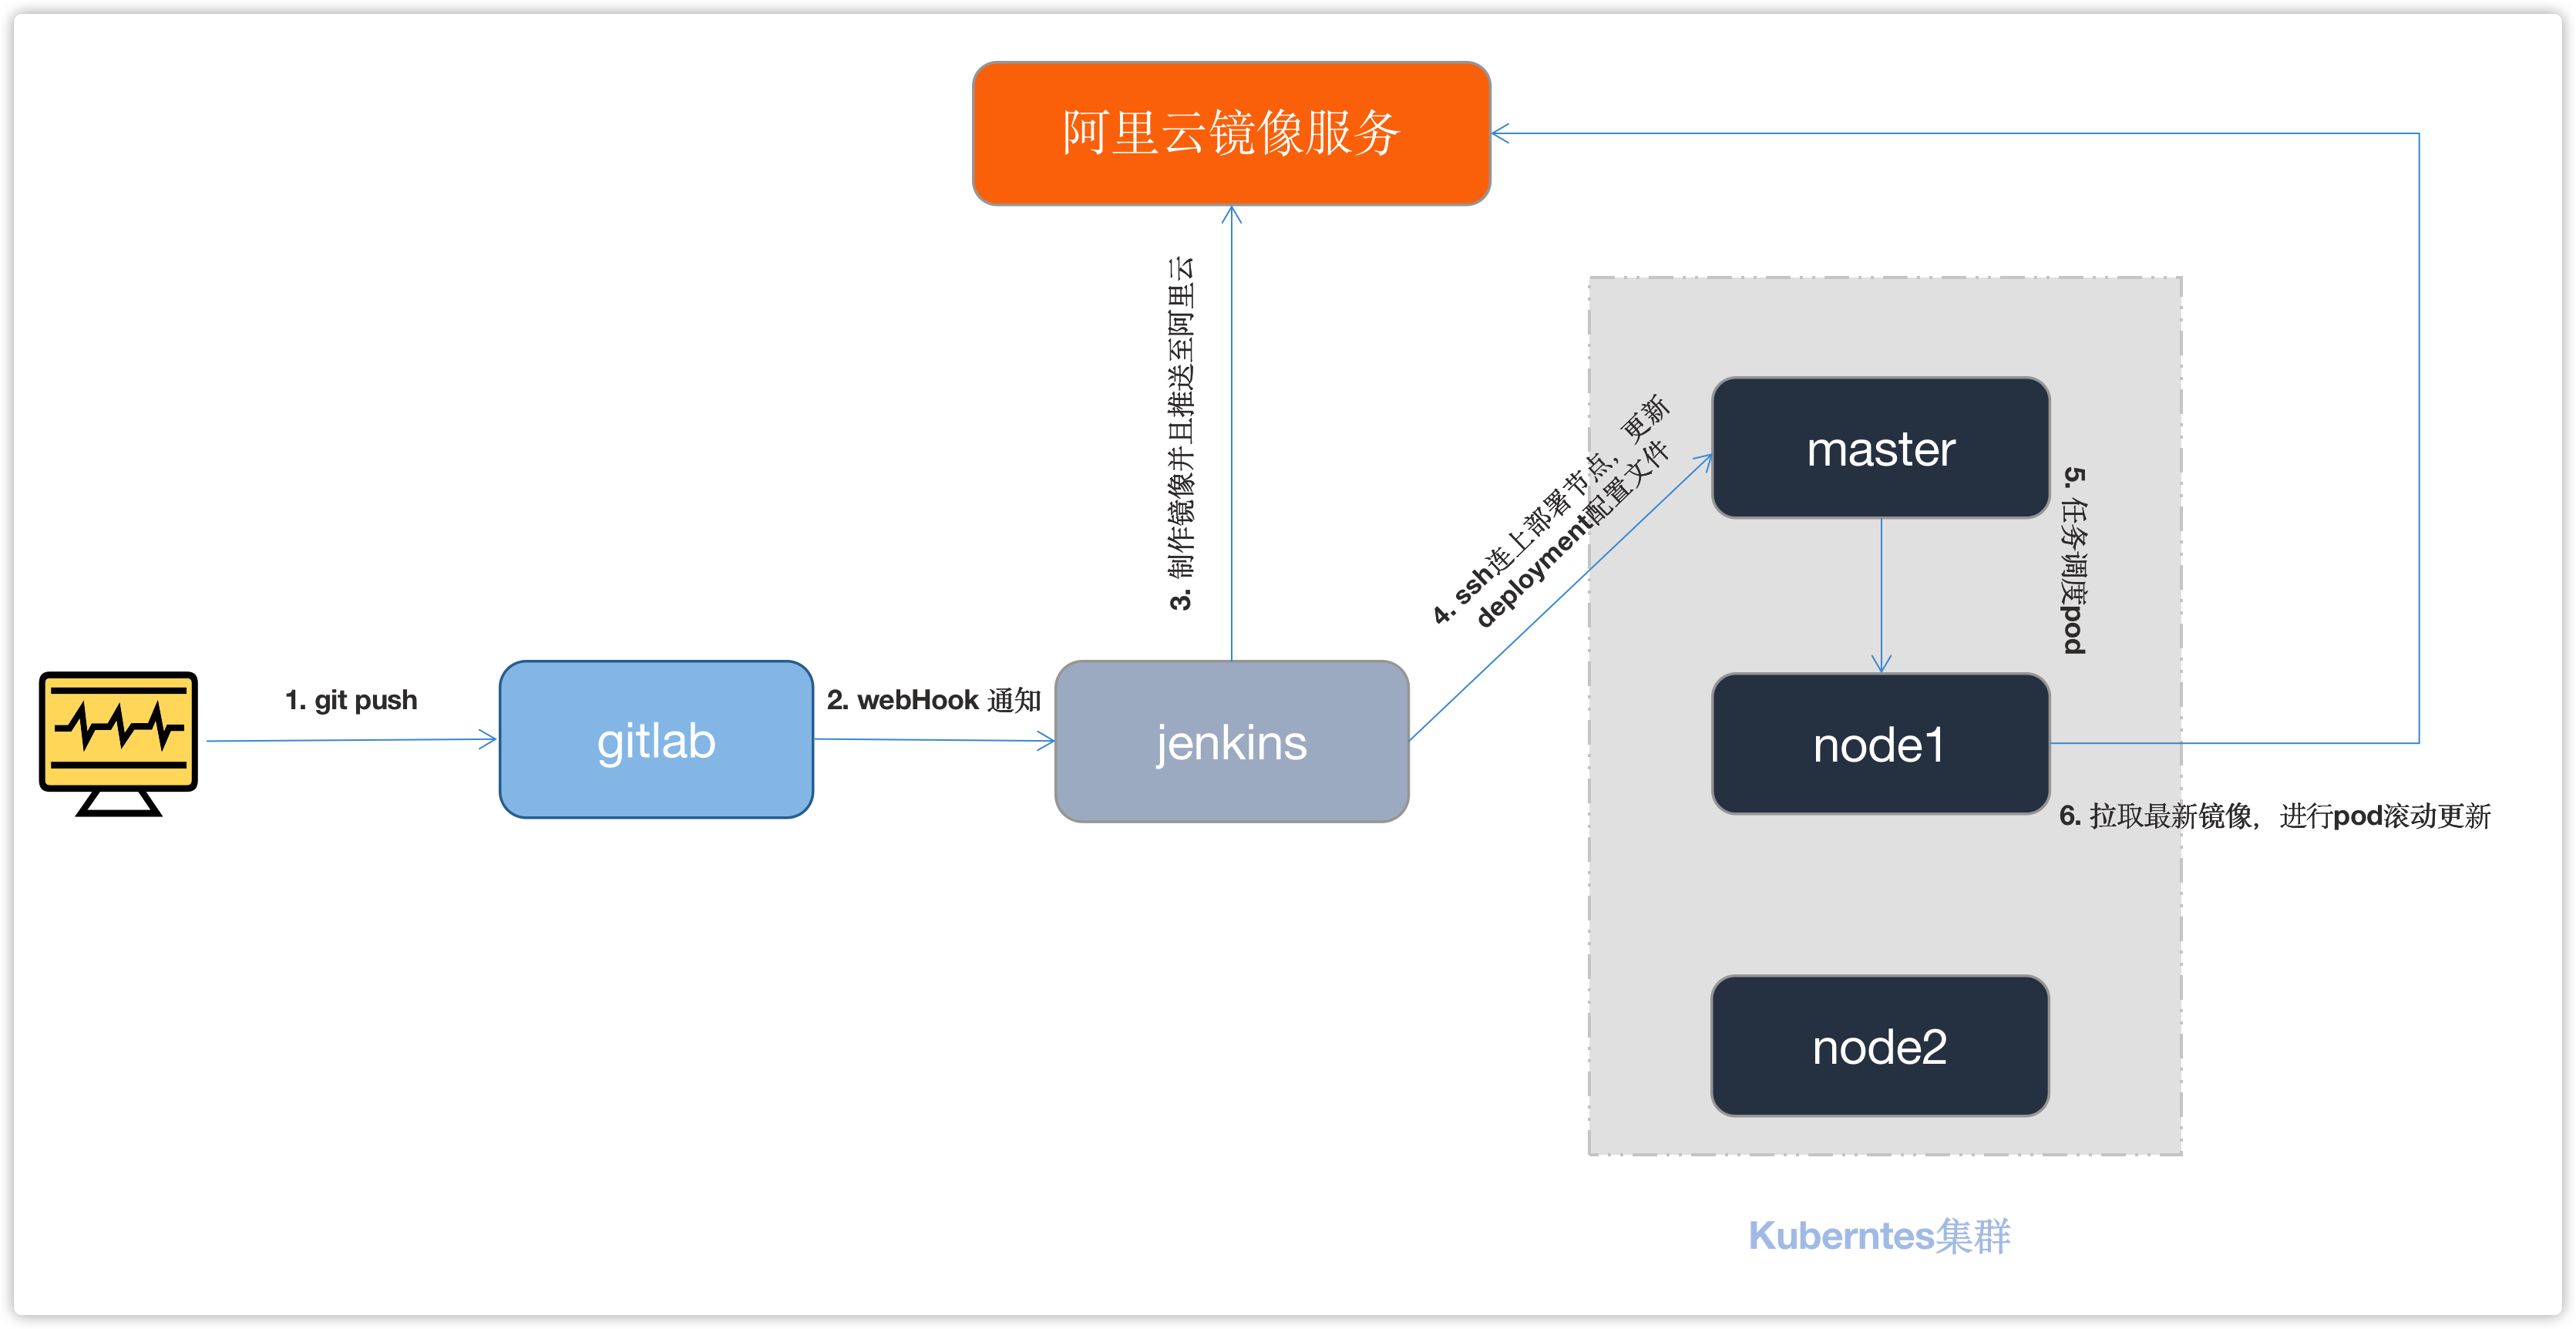 阿里云镜像服务
3. 制作镜像并且推送至阿里云
4. ssh连上部署节点，更新
deployment配置文件
master
5. 任务调度pod
1. git push
gitlab
2. webHook 通知
jenkins
node1
6. 拉取最新镜像，进行pod滚动更新
node2
Kuberntes集群